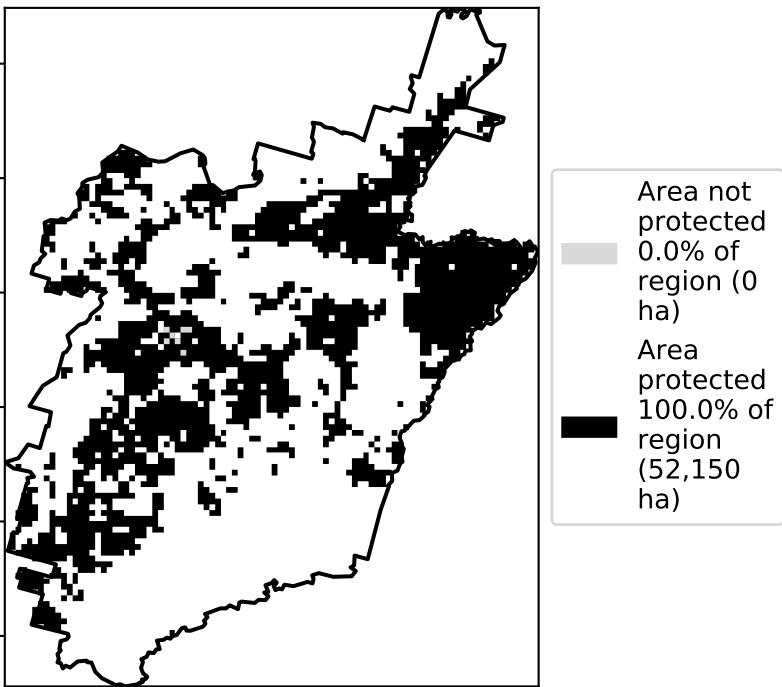 Area not
protected
0.0% of
region (0
ha)
Area
protected
100.0% of
region
(52,150
ha)